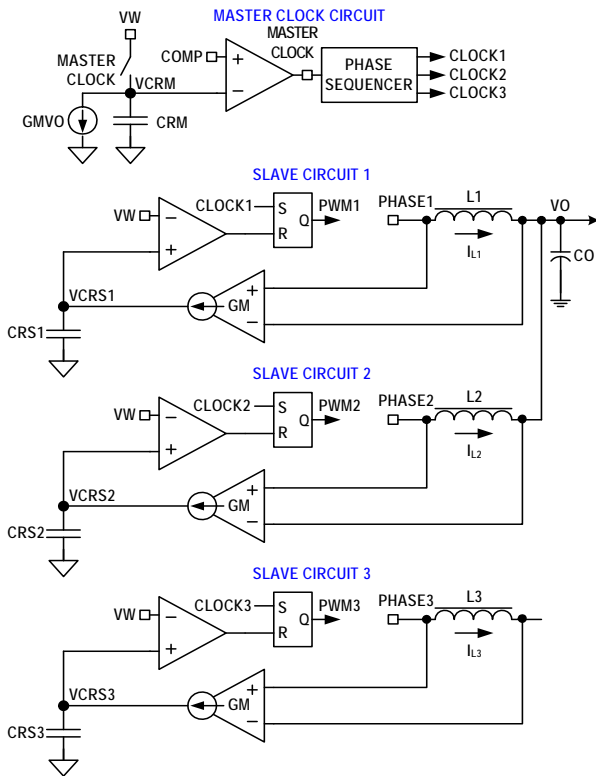 MASTER CLOCK CIRCUIT
VW
MASTER
CLOCK
VCRM
GMVO
CRM
COMP
+
−
MASTER
CLOCK
PHASE
SEQUENCER
CLOCK1
CLOCK2
CLOCK3
SLAVE CIRCUIT 1
VW
−
+
CLOCK1
S
R
Q
PWM1
PHASE1
L1
IL1
VO
CO
VCRS1
CRS1
GM
+
−
SLAVE CIRCUIT 2
VW
−
+
CLOCK2
S
R
Q
PWM2
PHASE2
L2
IL2
VCRS2
CRS2
GM
+
−
SLAVE CIRCUIT 3
VW
−
+
CLOCK3
S
R
Q
PWM3
PHASE3
L3
IL3
VCRS3
CRS3
GM
+
−